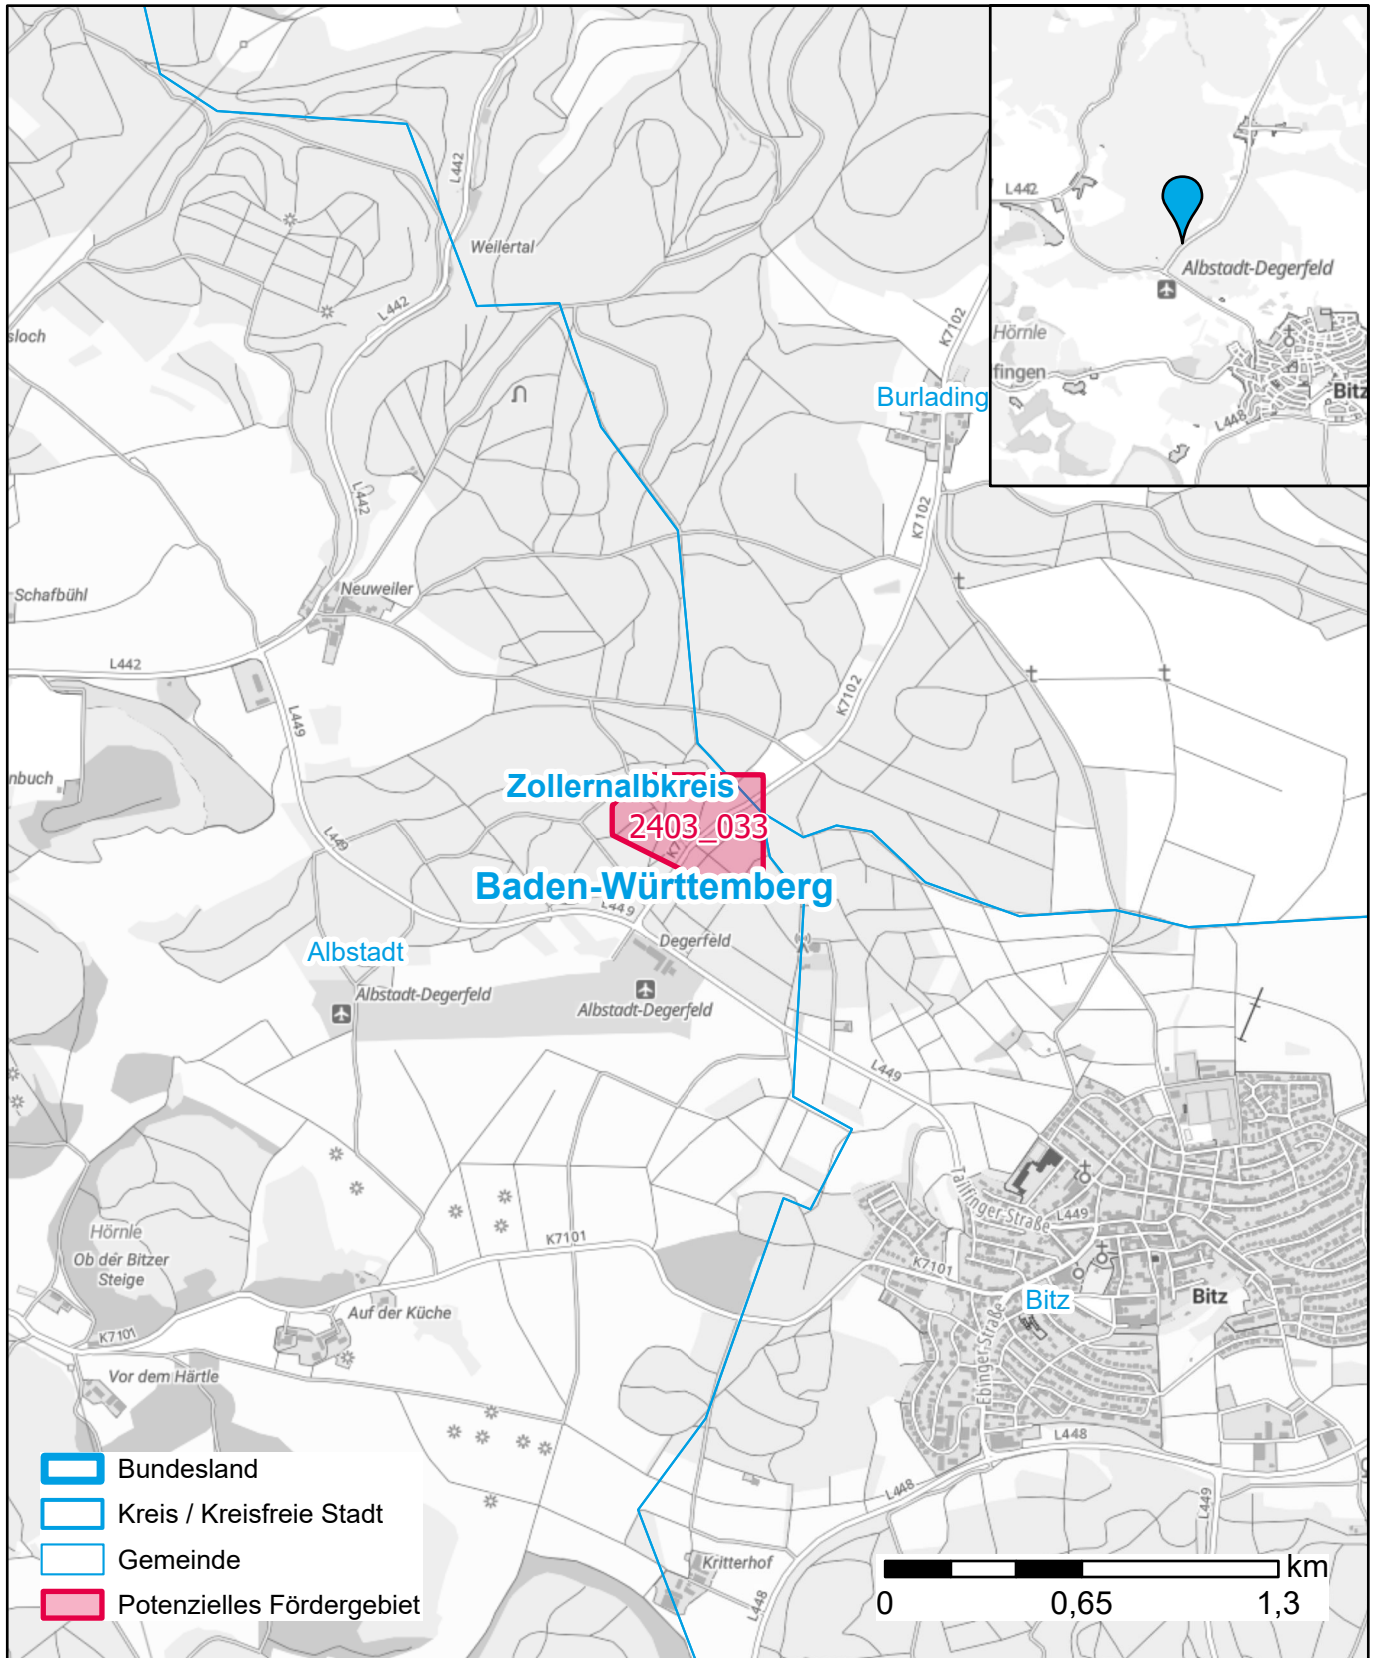 L442
Albstadt-Degerfeld
Hörnle
fingen
Bitz
L448
L442
Weilertal
L442
sloch
K7102
Burlading
L442
K7102
Neuweiler
Schafbühl
L442
K7102
L449
nbuch
Zollernalbkreis
2403_033
L449
Baden-Württemberg
L449
Degerfeld
Albstadt
Albstadt-Degerfeld
Albstadt-Degerfeld
L449
Tailfinger-Straße
L449
Hörnle
Ob der Bitzer
Steige
K7101
K7101
Bitz
Bitz
Auf der Küche
Ebinger-Straße
K7101
Vor dem Härtle
L448
L448
L449
Kritterhof
L448
Bundesland
Kreis / Kreisfreie Stadt
Gemeinde
Potenzielles Fördergebiet
km
0 0,65 1,3